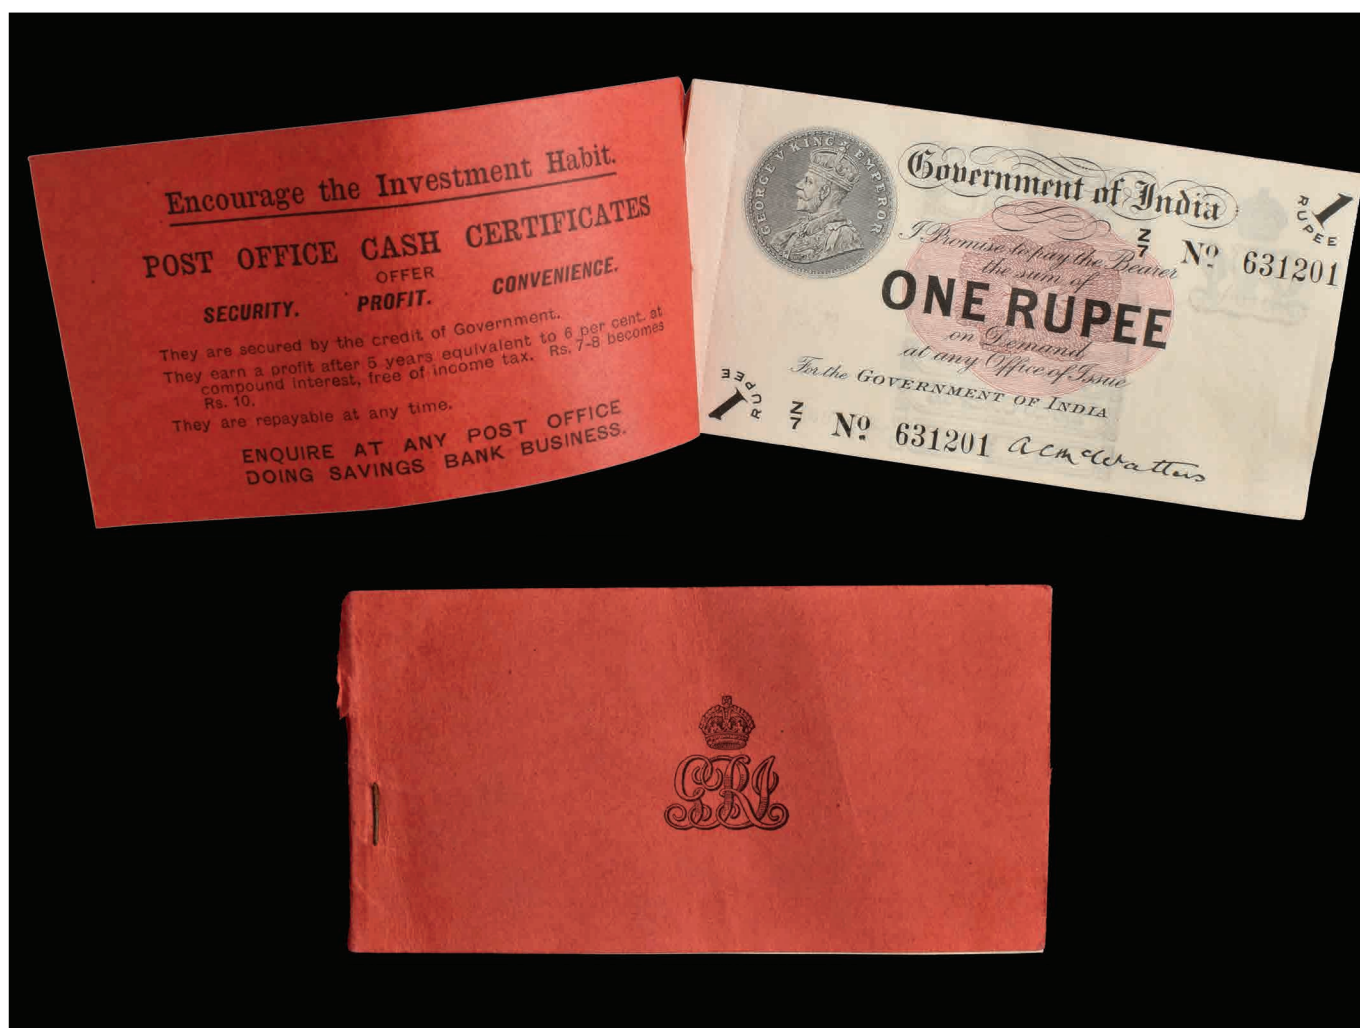 Encourage the Investment Habit.
POST OFFICE CASH CERTIFICATES
OFFER
SECURITY. PROFIT. CONVENIENCE.
They are secured by the credit of Government.
They earn a profit after 5 years equivalent to 6 per cent. at
compound interest, free of income tax. Rs. 7-8 becomes
Rs. 10.
They are repayable at any time.
ENQUIRE AT ANY POST OFFICE
DOING SAVINGS BANK BUSINESS.
GEORGE V KING EMPEROR
Government of India
1 RUPEE
I Promise to pay the Bearer
Z/7 Nº 631201
the sum of
ONE RUPEE
on Demand
at any Office of Issue
For the GOVERNMENT OF INDIA
1 RUPEE
Z/7 Nº 631201 A C McWatters
GRI